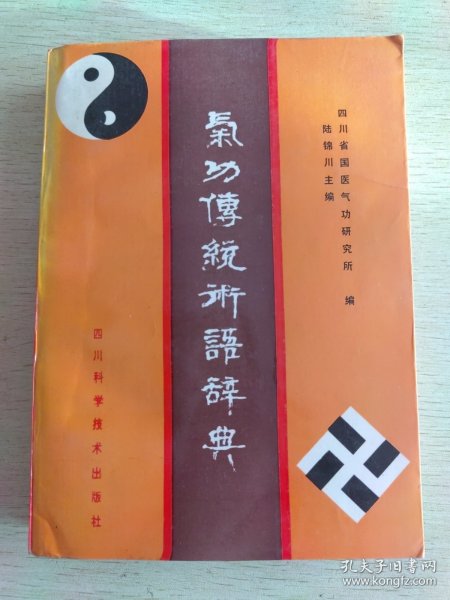 四川省国医气功研究所 编
陆锦川主编
氣功傳統術語辞典
四川科学技术出版社
孔夫子旧书网
www.kongfz.com